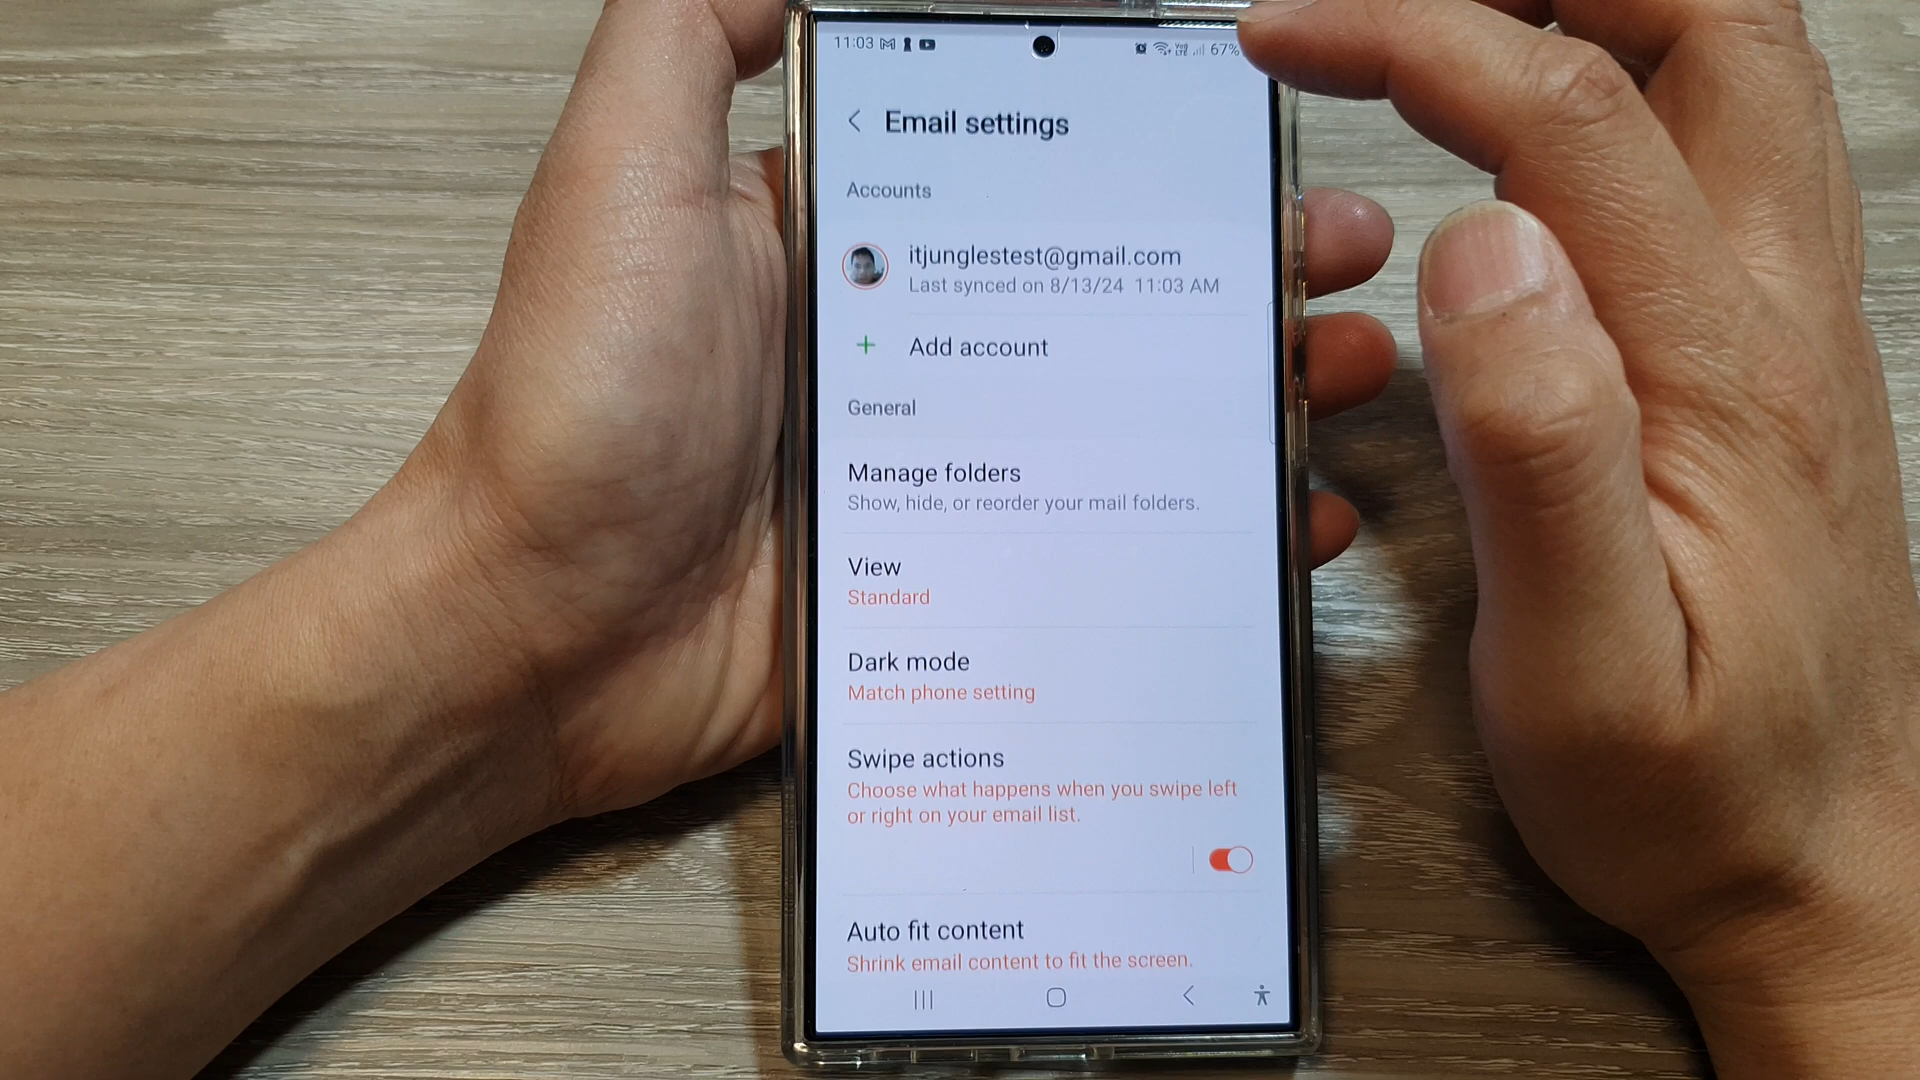 11:03 67%
Email settings
Accounts
itjunglestest@gmail.com
Last synced on 8/13/24 11:03 AM
Add account
General
Manage folders
Show, hide, or reorder your mail folders.
View
Standard
Dark mode
Match phone setting
Swipe actions
Choose what happens when you swipe left
or right on your email list.
Auto fit content
Shrink email content to fit the screen.